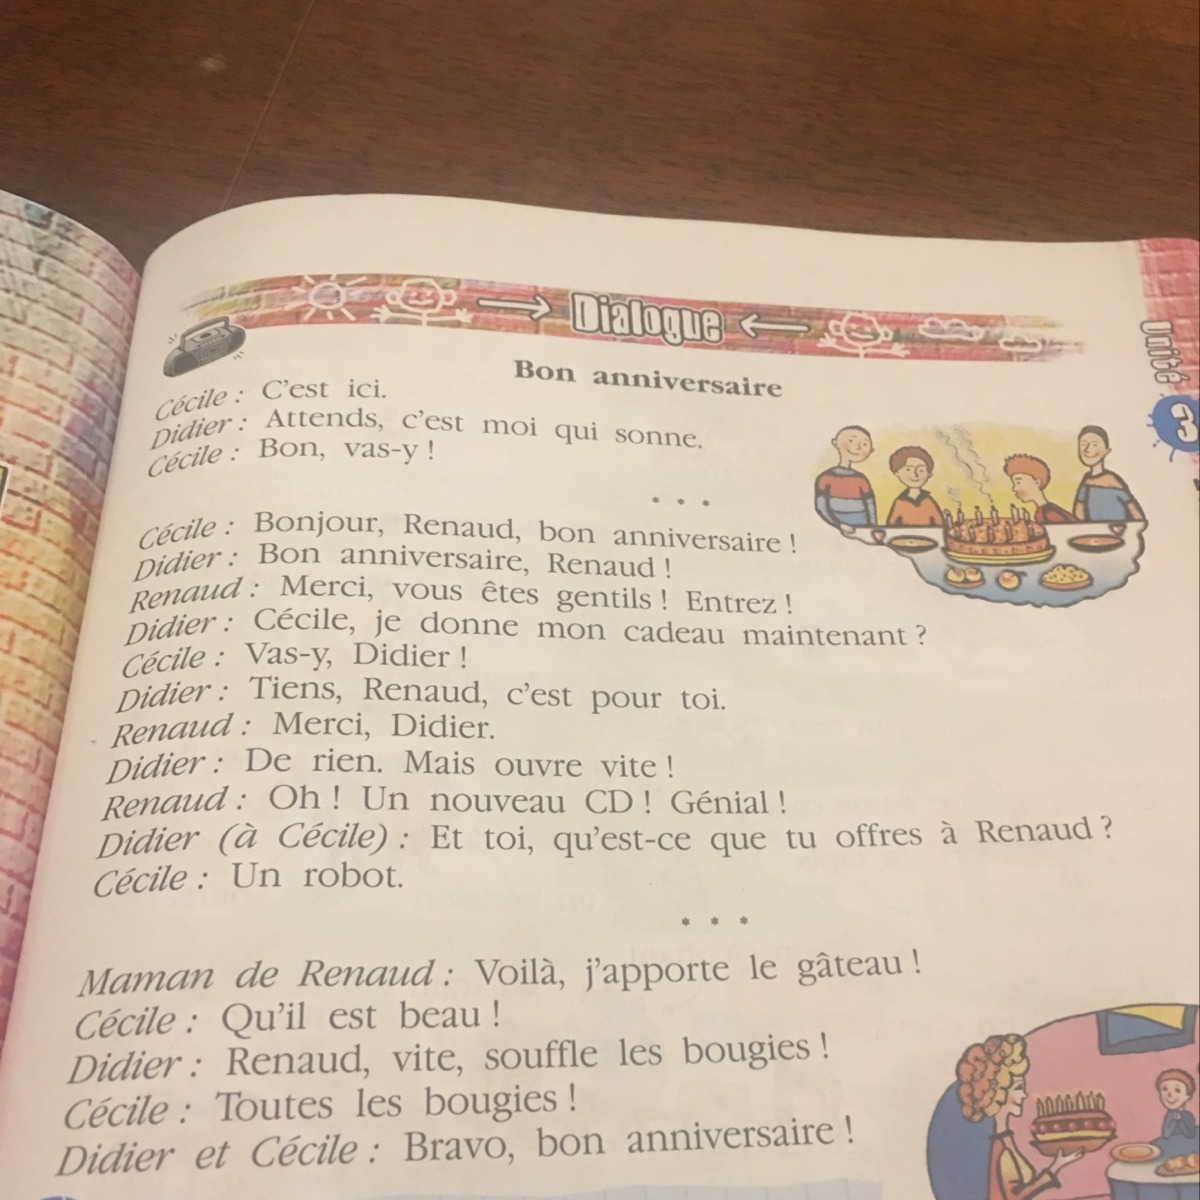 Dialogue
Unité
3
Bon anniversaire
Cécile : C'est ici.
Didier : Attends, c'est moi qui sonne.
Cécile : Bon, vas-y !
* * *
Cécile : Bonjour, Renaud, bon anniversaire !
Didier : Bon anniversaire, Renaud !
Renaud : Merci, vous êtes gentils ! Entrez !
Didier : Cécile, je donne mon cadeau maintenant ?
Cécile : Vas-y, Didier !
Didier : Tiens, Renaud, c'est pour toi.
Renaud : Merci, Didier.
Didier : De rien. Mais ouvre vite !
Renaud : Oh ! Un nouveau CD ! Génial !
Didier (à Cécile) : Et toi, qu'est-ce que tu offres à Renaud ?
Cécile : Un robot.
* * *
Maman de Renaud : Voilà, j'apporte le gâteau !
Cécile : Qu'il est beau !
Didier : Renaud, vite, souffle les bougies !
Cécile : Toutes les bougies !
Didier et Cécile : Bravo, bon anniversaire !